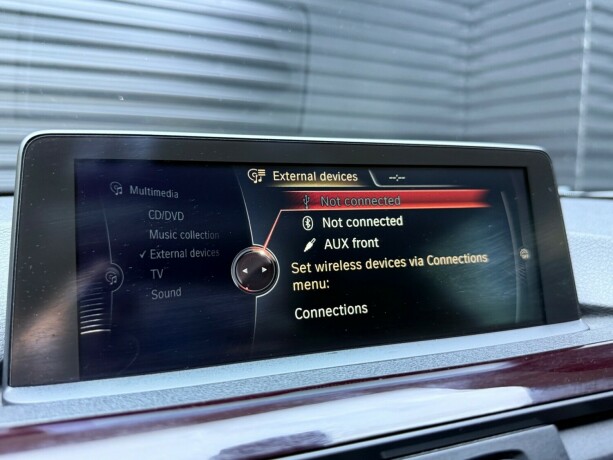 Multimedia
CD/DVD
Music collection
✓ External devices
TV
Sound
External devices
--:--
Not connected
Not connected
AUX front
Set wireless devices via Connections
menu:
Connections